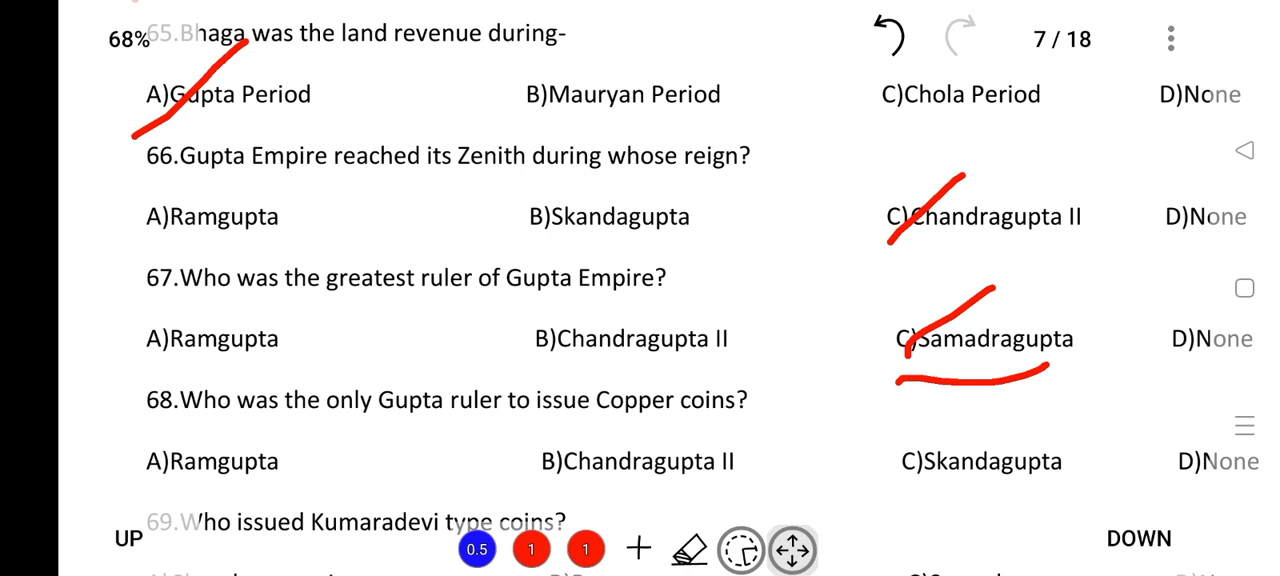 68% 65.Bhaga was the land revenue during- 7 / 18
A)Gupta Period B)Mauryan Period C)Chola Period D)None
66.Gupta Empire reached its Zenith during whose reign?
A)Ramgupta B)Skandagupta C)Chandragupta II D)None
67.Who was the greatest ruler of Gupta Empire?
A)Ramgupta B)Chandragupta II C)Samadragupta D)None
68.Who was the only Gupta ruler to issue Copper coins?
A)Ramgupta B)Chandragupta II C)Skandagupta D)None
69.Who issued Kumaradevi type coins?
UP 0.5 1 1 DOWN